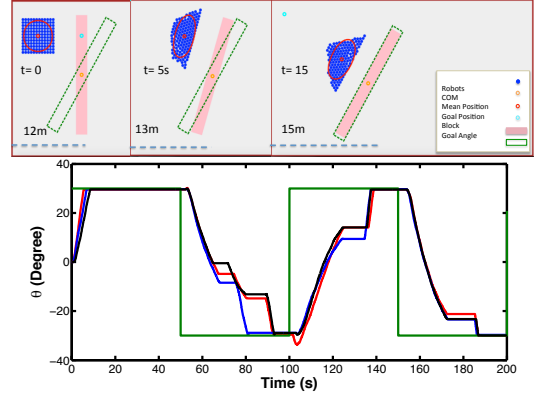 t= 0
12m
t= 5s
13m
t= 15
15m
Robots
COM
Mean Position
Goal Position
Block
Goal Angle
θ (Degree)
40
20
0
−20
−40
0
20
40
60
80
100
120
140
160
180
200
Time (s)